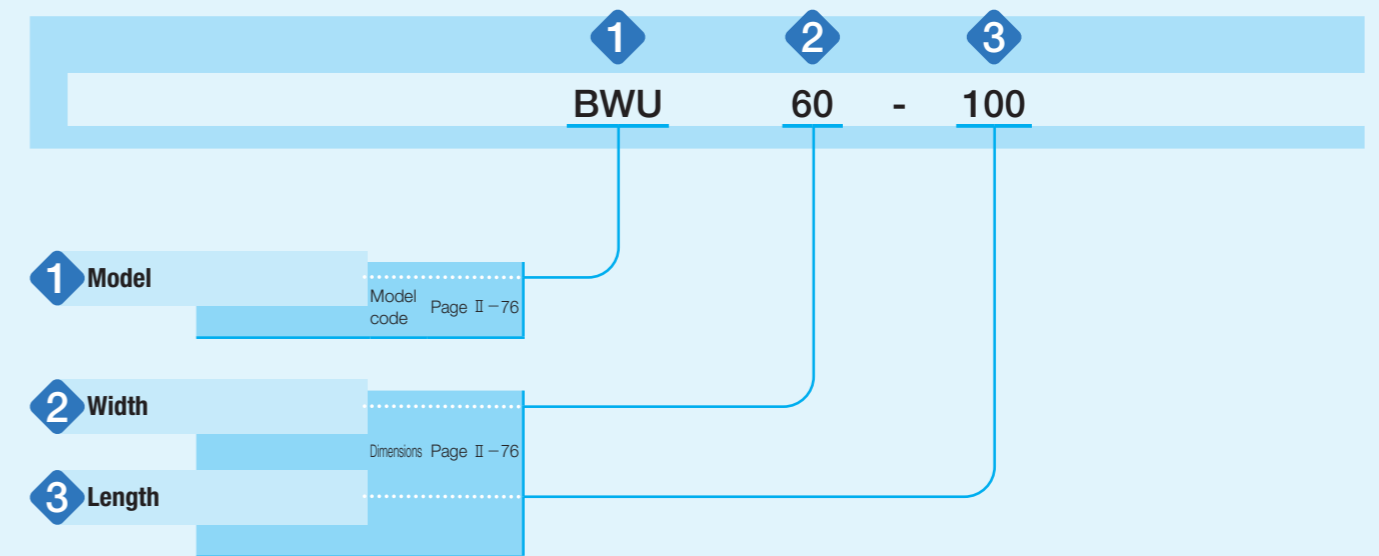 1 2 3
BWU 60 - 100
1 Model
Model
code
Page Ⅱ－76
2 Width
Dimensions Page Ⅱ－76
3 Length